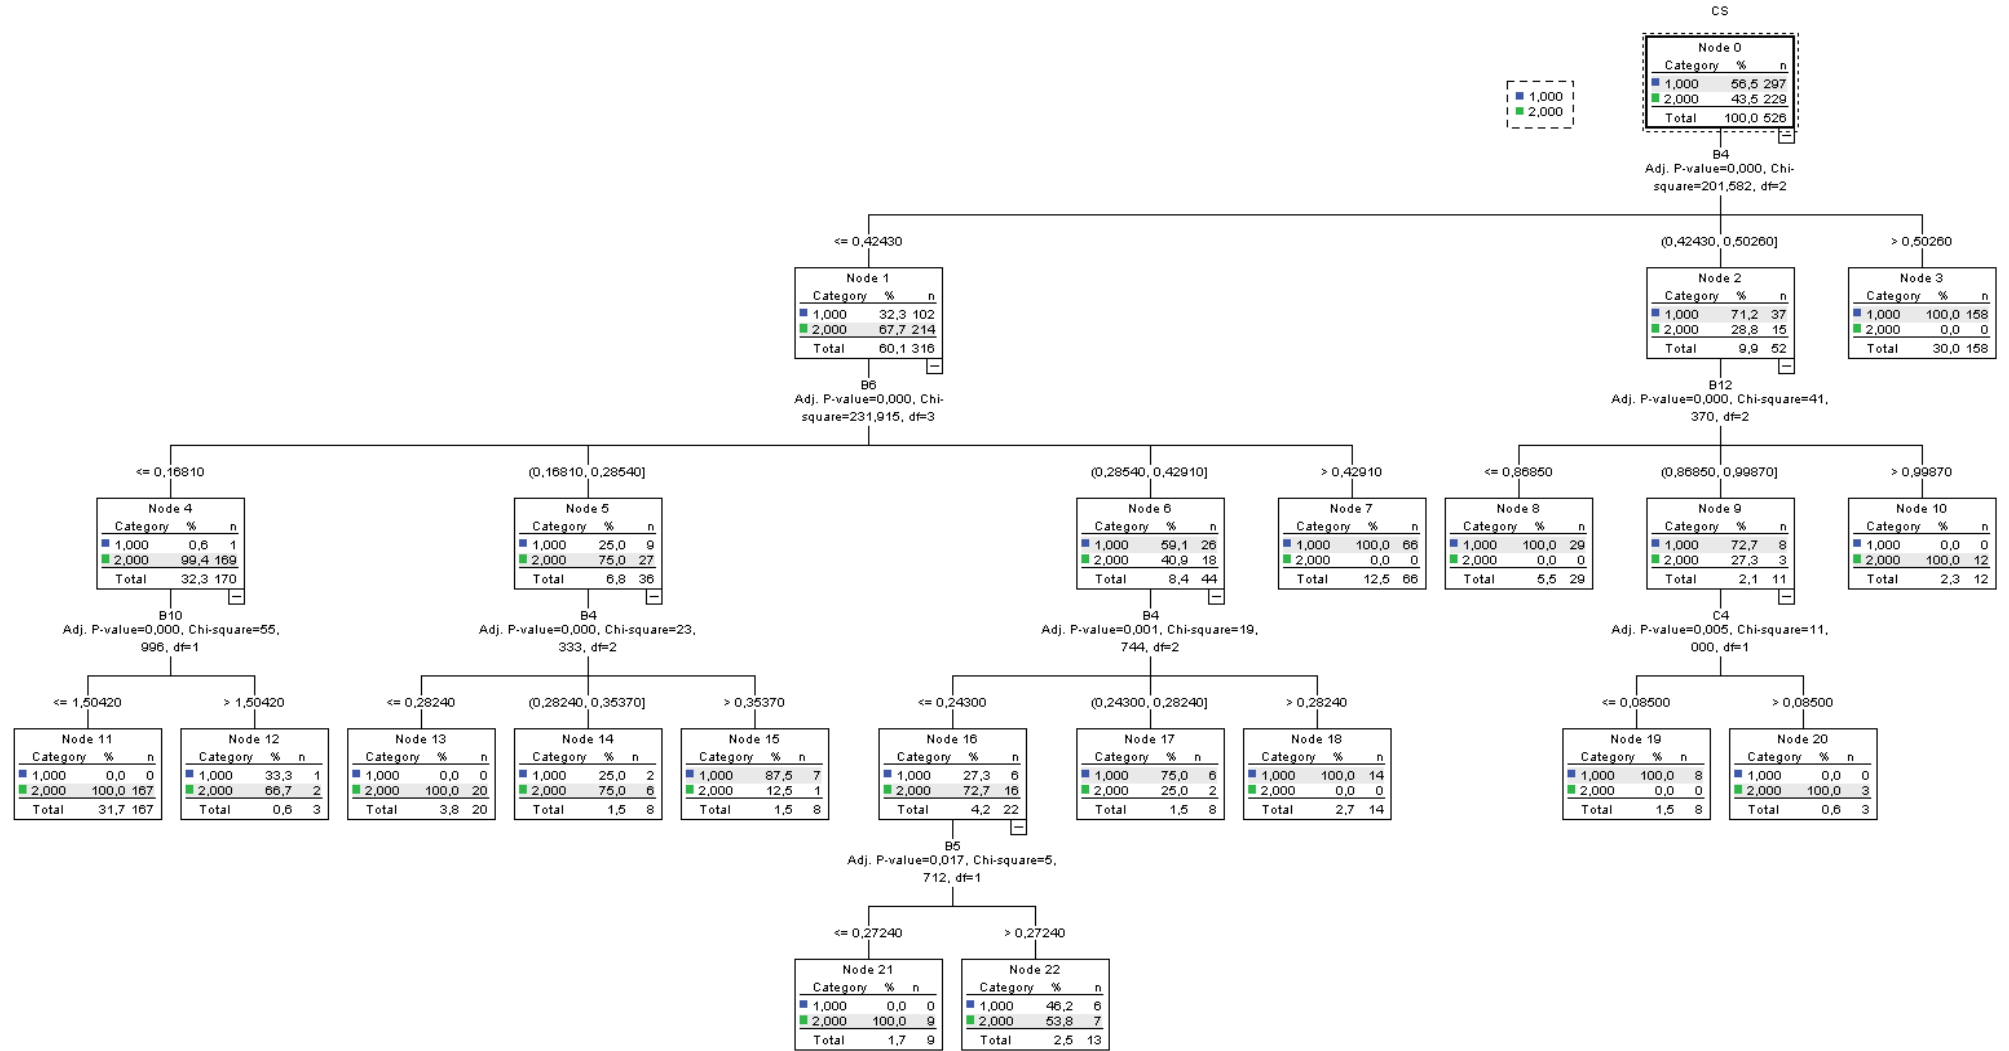 CS
Node 0
Category % n
1,000 56,5 297
2,000 43,5 229
Total 100,0 526
1,000
2,000
B4
Adj. P-value=0,000, Chi-
square=201,582, df=2
<= 0,42430
(0,42430, 0,50260]
> 0,50260
Node 1
Category % n
1,000 32,3 102
2,000 67,7 214
Total 60,1 316
Node 2
Category % n
1,000 71,2 37
2,000 28,8 15
Total 9,9 52
Node 3
Category % n
1,000 100,0 158
2,000 0,0 0
Total 30,0 158
B6
Adj. P-value=0,000, Chi-
square=231,915, df=3
B12
Adj. P-value=0,000, Chi-square=41,
370, df=2
<= 0,16810
(0,16810, 0,28540]
(0,28540, 0,42910]
> 0,42910
<= 0,86850
(0,86850, 0,99870]
> 0,99870
Node 4
Category % n
1,000 0,6 1
2,000 99,4 169
Total 32,3 170
Node 5
Category % n
1,000 25,0 9
2,000 75,0 27
Total 6,8 36
Node 6
Category % n
1,000 59,1 26
2,000 40,9 18
Total 8,4 44
Node 7
Category % n
1,000 100,0 66
2,000 0,0 0
Total 12,5 66
Node 8
Category % n
1,000 100,0 29
2,000 0,0 0
Total 5,5 29
Node 9
Category % n
1,000 72,7 8
2,000 27,3 3
Total 2,1 11
Node 10
Category % n
1,000 0,0 0
2,000 100,0 12
Total 2,3 12
B10
Adj. P-value=0,000, Chi-square=55,
996, df=1
B4
Adj. P-value=0,000, Chi-square=23,
333, df=2
B4
Adj. P-value=0,001, Chi-square=19,
744, df=2
C4
Adj. P-value=0,005, Chi-square=11,
000, df=1
<= 1,50420
> 1,50420
<= 0,28240
(0,28240, 0,35370]
> 0,35370
<= 0,24300
(0,24300, 0,28240]
> 0,28240
<= 0,08500
> 0,08500
Node 11
Category % n
1,000 0,0 0
2,000 100,0 167
Total 31,7 167
Node 12
Category % n
1,000 33,3 1
2,000 66,7 2
Total 0,6 3
Node 13
Category % n
1,000 0,0 0
2,000 100,0 20
Total 3,8 20
Node 14
Category % n
1,000 25,0 2
2,000 75,0 6
Total 1,5 8
Node 15
Category % n
1,000 87,5 7
2,000 12,5 1
Total 1,5 8
Node 16
Category % n
1,000 27,3 6
2,000 72,7 16
Total 4,2 22
Node 17
Category % n
1,000 75,0 6
2,000 25,0 2
Total 1,5 8
Node 18
Category % n
1,000 100,0 14
2,000 0,0 0
Total 2,7 14
Node 19
Category % n
1,000 100,0 8
2,000 0,0 0
Total 1,5 8
Node 20
Category % n
1,000 0,0 0
2,000 100,0 3
Total 0,6 3
B5
Adj. P-value=0,017, Chi-square=5,
712, df=1
<= 0,27240
> 0,27240
Node 21
Category % n
1,000 0,0 0
2,000 100,0 9
Total 1,7 9
Node 22
Category % n
1,000 46,2 6
2,000 53,8 7
Total 2,5 13